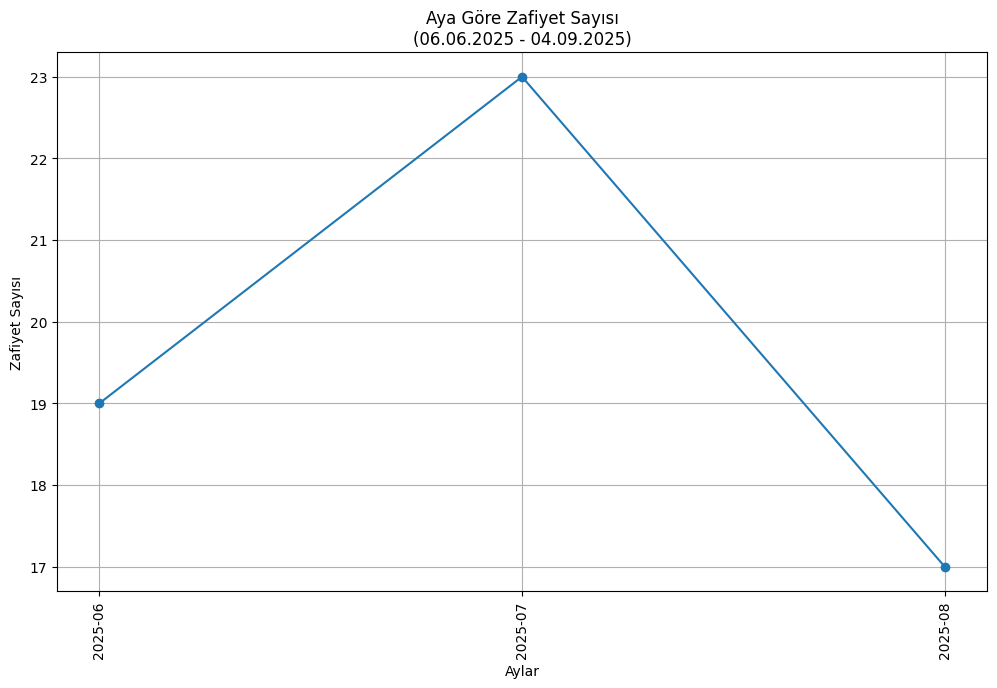 Aya Göre Zafiyet Sayısı
(06.06.2025 - 04.09.2025)
Zafiyet Sayısı
23
22
21
20
19
18
17
2025-06
2025-07
2025-08
Aylar